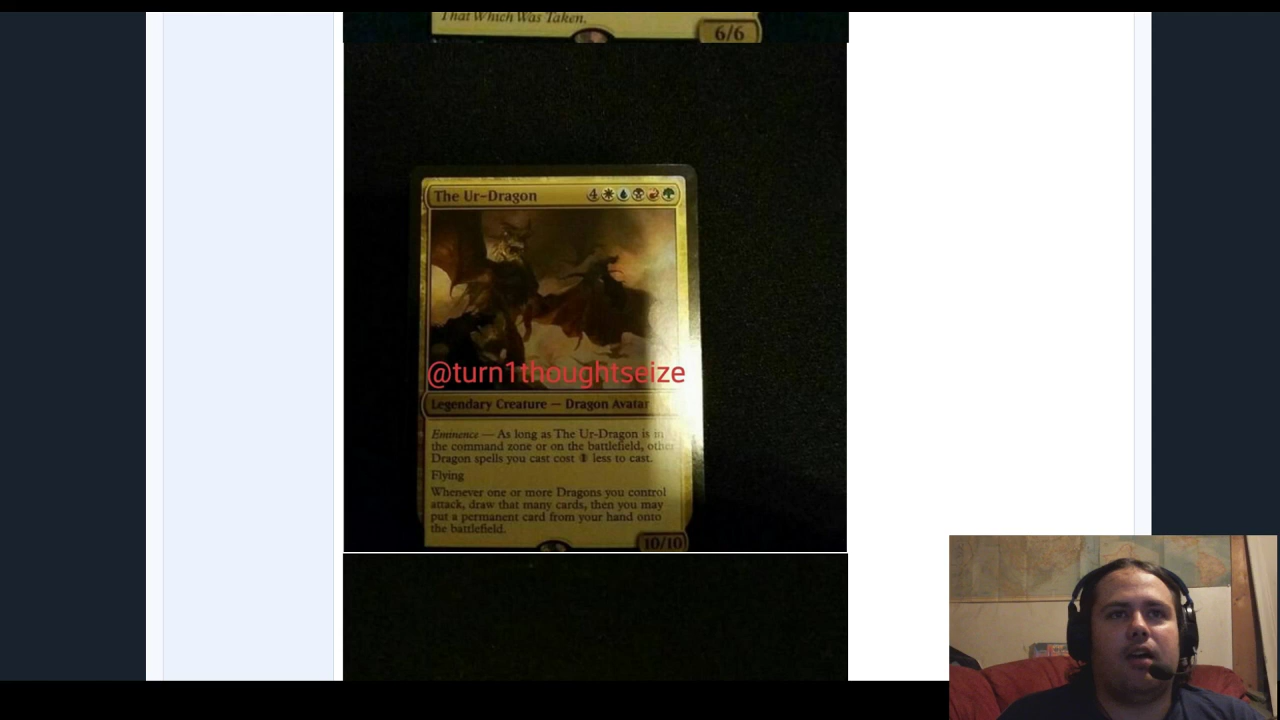 That Which Was Taken.
6/6
The Ur-Dragon 4
@turn1thoughtseize
Legendary Creature — Dragon Avatar
Eminence — As long as The Ur-Dragon is in
the command zone or on the battlefield, other
Dragon spells you cast cost 1 less to cast.
Flying
Whenever one or more Dragons you control
attack, draw that many cards, then you may
put a permanent card from your hand onto
the battlefield.
10/10